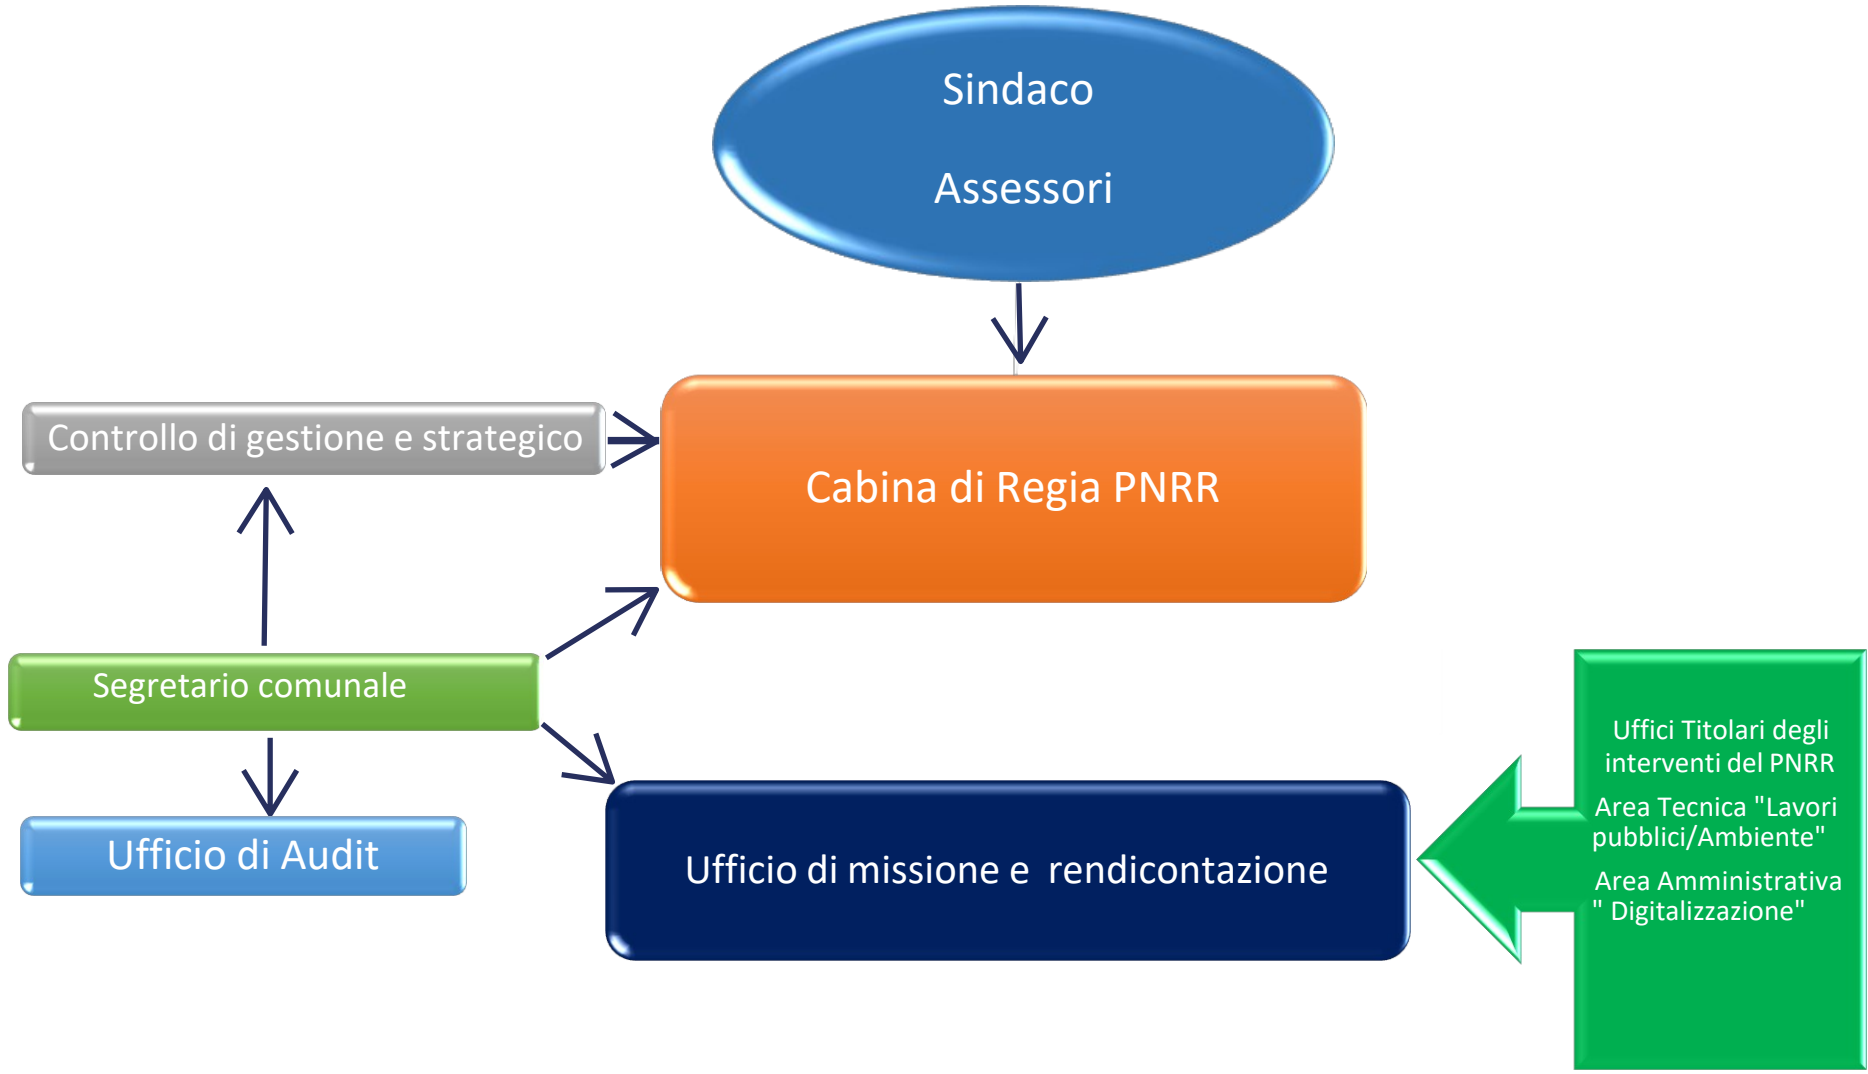 Sindaco
Assessori
Controllo di gestione e strategico
Cabina di Regia PNRR
Segretario comunale
Ufficio di Audit
Ufficio di missione e  rendicontazione
Uffici Titolari degli
interventi del PNRR
Area Tecnica "Lavori
pubblici/Ambiente"
Area Amministrativa
" Digitalizzazione"